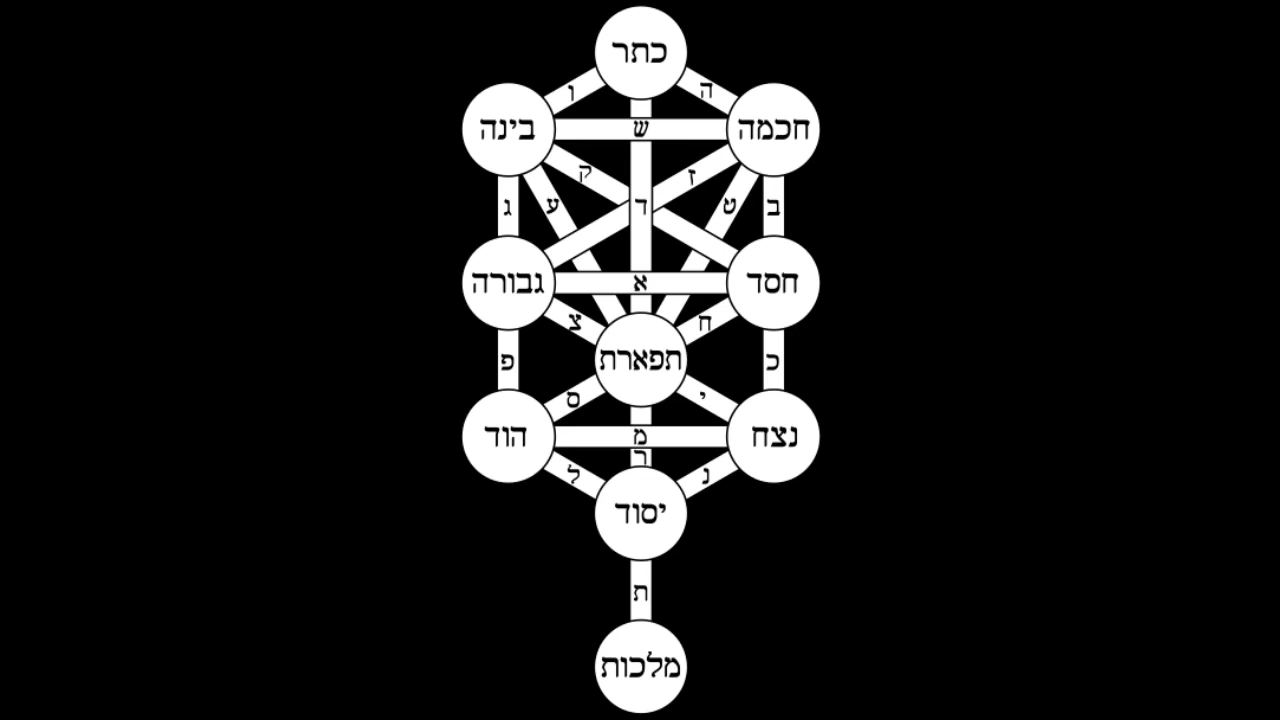 כתר
ה ו
חכמה ש בינה
ז ק
ב ט ד ע ג
חסד א גבורה
ח צ
כ תפארת פ
י ס
נצח מ הוד
ר
נ ל
יסוד
ת
מלכות